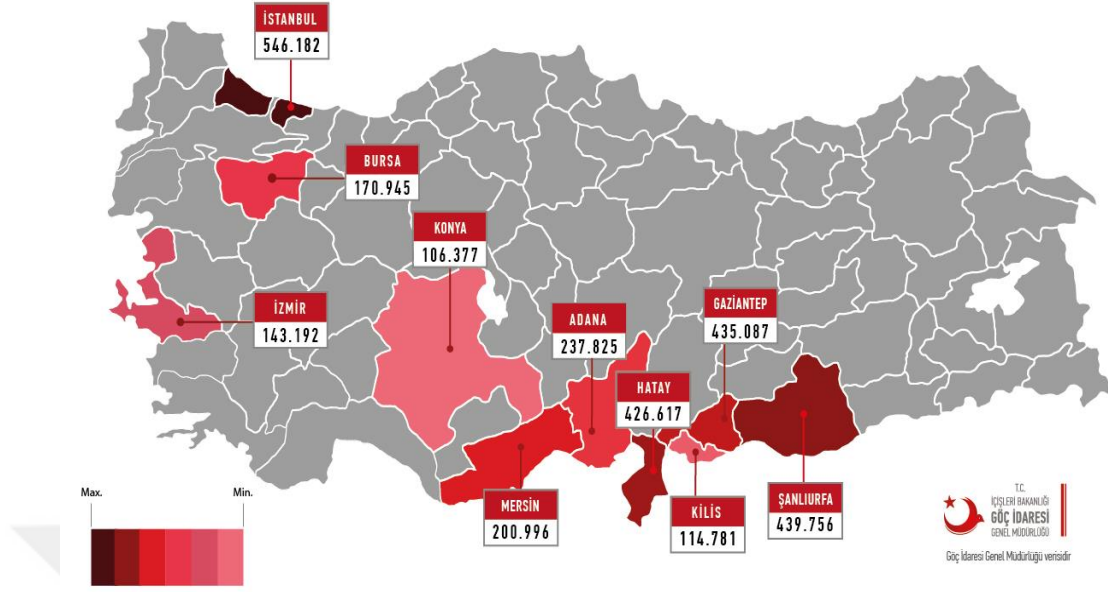 İSTANBUL
546.182
BURSA
170.945
KONYA
106.377
İZMİR
143.192
ADANA
237.825
GAZİANTEP
435.087
HATAY
426.617
MERSİN
200.996
KİLİS
114.781
ŞANLIURFA
439.756
Max.
Min.
T.C.
İÇİŞLERİ BAKANLIĞI
GÖÇ İDARESİ
GENEL MÜDÜRLÜĞÜ
Göç İdaresi Genel Müdürlüğü verisidir